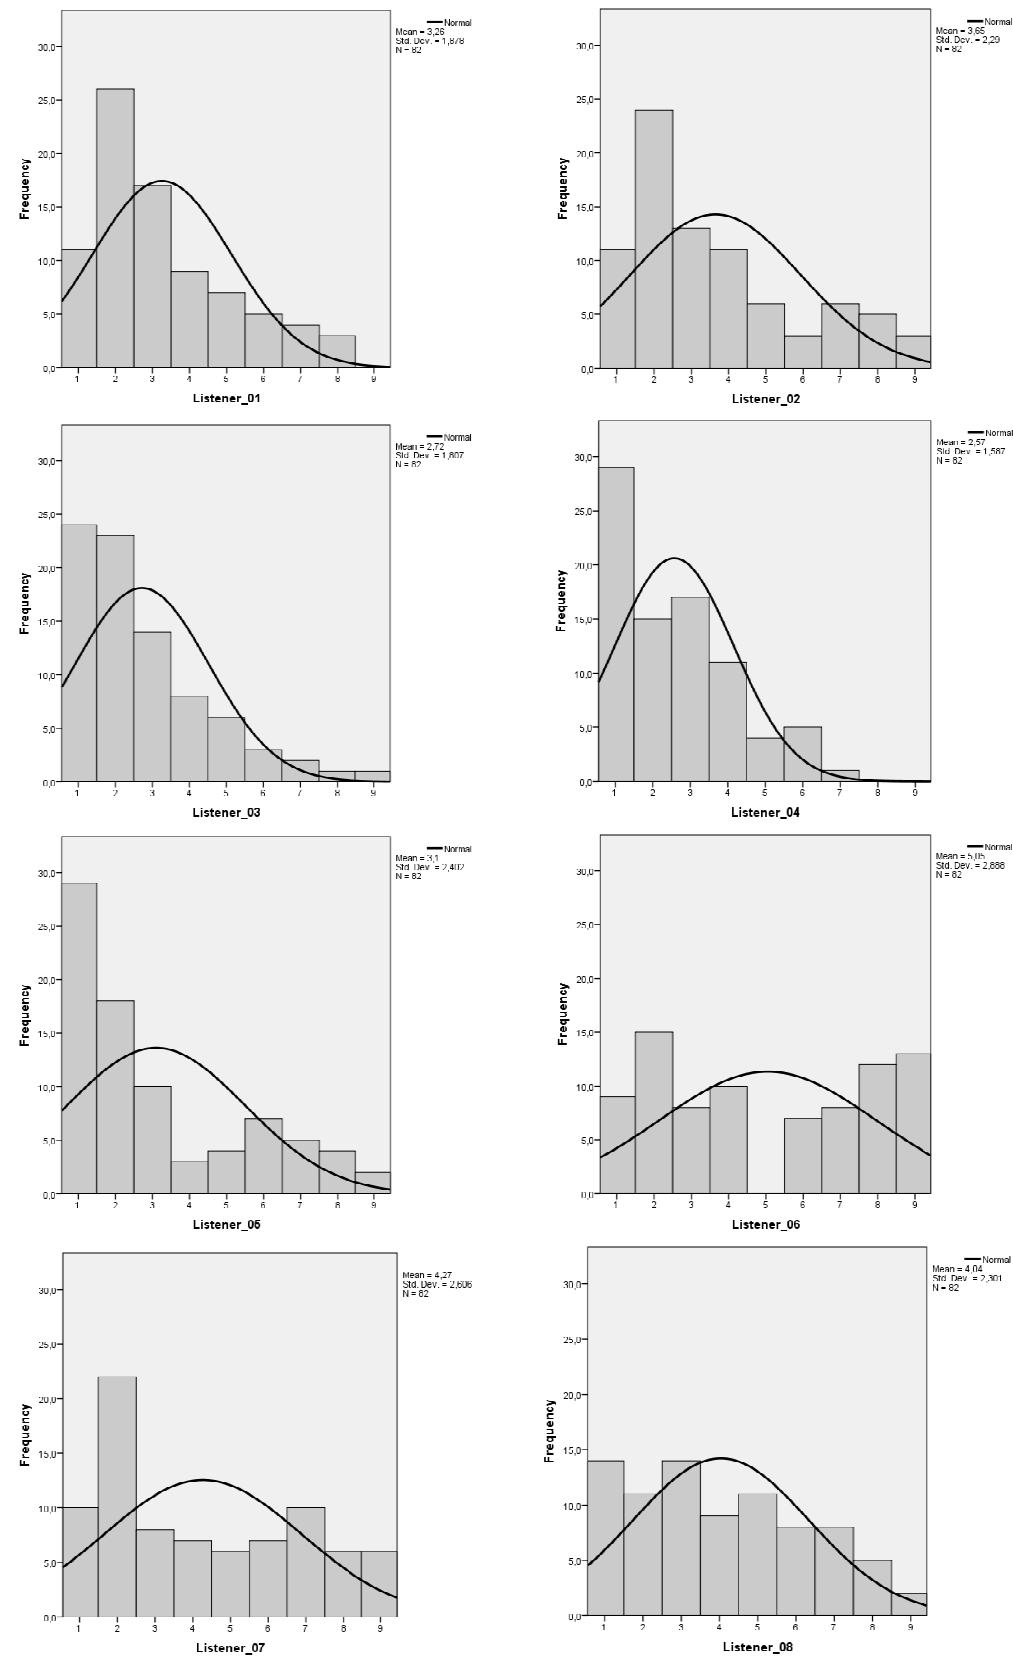 Normal
Mean = 3,26
Std. Dev. = 1,878
N = 82
30,0
25,0
20,0
15,0
10,0
5,0
0,0
Frequency
1 2 3 4 5 6 7 8 9
Listener_01
Normal
Mean = 3,65
Std. Dev. = 2,29
N = 82
30,0
25,0
20,0
15,0
10,0
5,0
0,0
Frequency
1 2 3 4 5 6 7 8 9
Listener_02
Normal
Mean = 2,72
Std. Dev. = 1,807
N = 82
30,0
25,0
20,0
15,0
10,0
5,0
0,0
Frequency
1 2 3 4 5 6 7 8 9
Listener_03
Normal
Mean = 2,57
Std. Dev. = 1,587
N = 82
30,0
25,0
20,0
15,0
10,0
5,0
0,0
Frequency
1 2 3 4 5 6 7 8 9
Listener_04
Normal
Mean = 3,1
Std. Dev. = 2,402
N = 82
30,0
25,0
20,0
15,0
10,0
5,0
0,0
Frequency
1 2 3 4 5 6 7 8 9
Listener_05
Normal
Mean = 5,05
Std. Dev. = 2,888
N = 82
30,0
25,0
20,0
15,0
10,0
5,0
0,0
Frequency
1 2 3 4 5 6 7 8 9
Listener_06
Mean = 4,27
Std. Dev. = 2,606
N = 82
30,0
25,0
20,0
15,0
10,0
5,0
0,0
Frequency
1 2 3 4 5 6 7 8 9
Listener_07
Normal
Mean = 4,04
Std. Dev. = 2,301
N = 82
30,0
25,0
20,0
15,0
10,0
5,0
0,0
Frequency
1 2 3 4 5 6 7 8 9
Listener_08